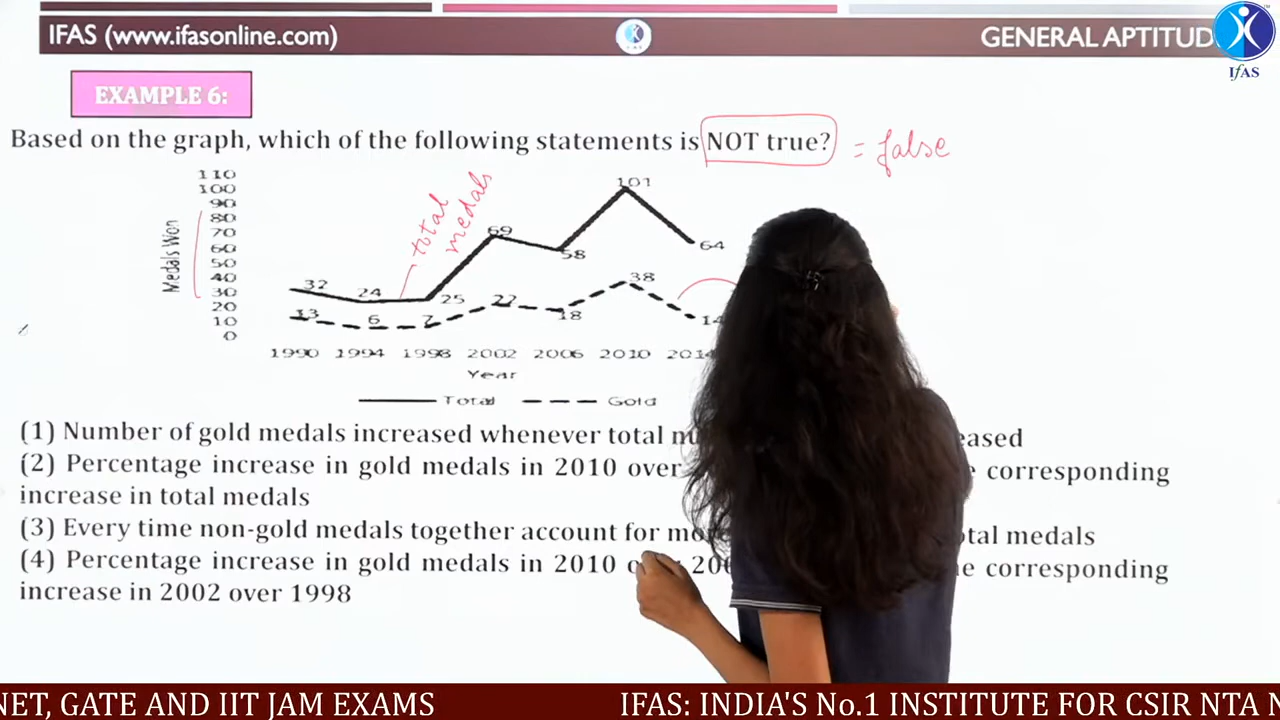 IFAS (www.ifasonline.com)
GENERAL APTITUD
IfAS
EXAMPLE 6:
Based on the graph, which of the following statements is NOT true? = false
110
100
90
80
70
60
50
40
30
20
10
0
Medals Won
total medals
32 24 25 69 58 101 64
13 6 7 22 18 38 14
1990 1994 1998 2002 2006 2010 2014
Year
Total Gold
(1) Number of gold medals increased whenever total
(2) Percentage increase in gold medals in 2010 over corresponding
increase in total medals
(3) Every time non-gold medals together account for total medals
(4) Percentage increase in gold medals in 2010 corresponding
increase in 2002 over 1998
NET, GATE AND IIT JAM EXAMS IFAS: INDIA'S No.1 INSTITUTE FOR CSIR NTA